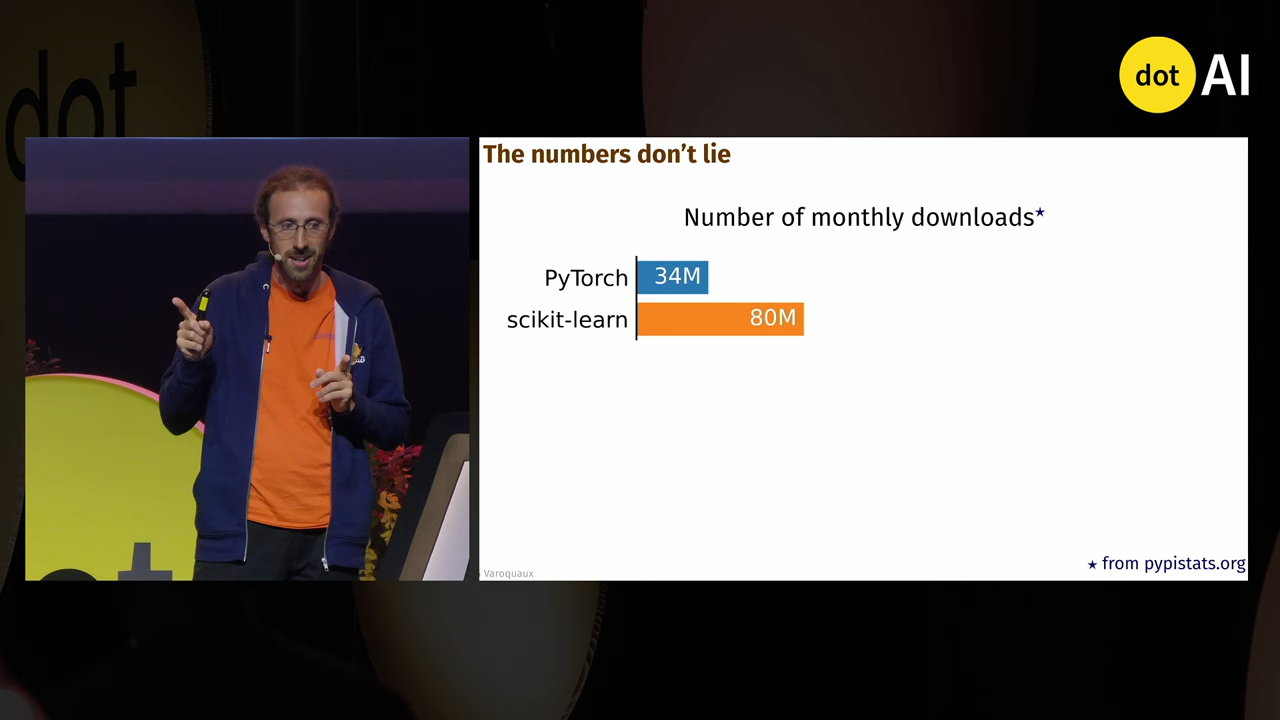 dot
dot AI
The numbers don't lie
Number of monthly downloads★
PyTorch 34M
scikit-learn 80M
★ from pypistats.org
Varoquaux